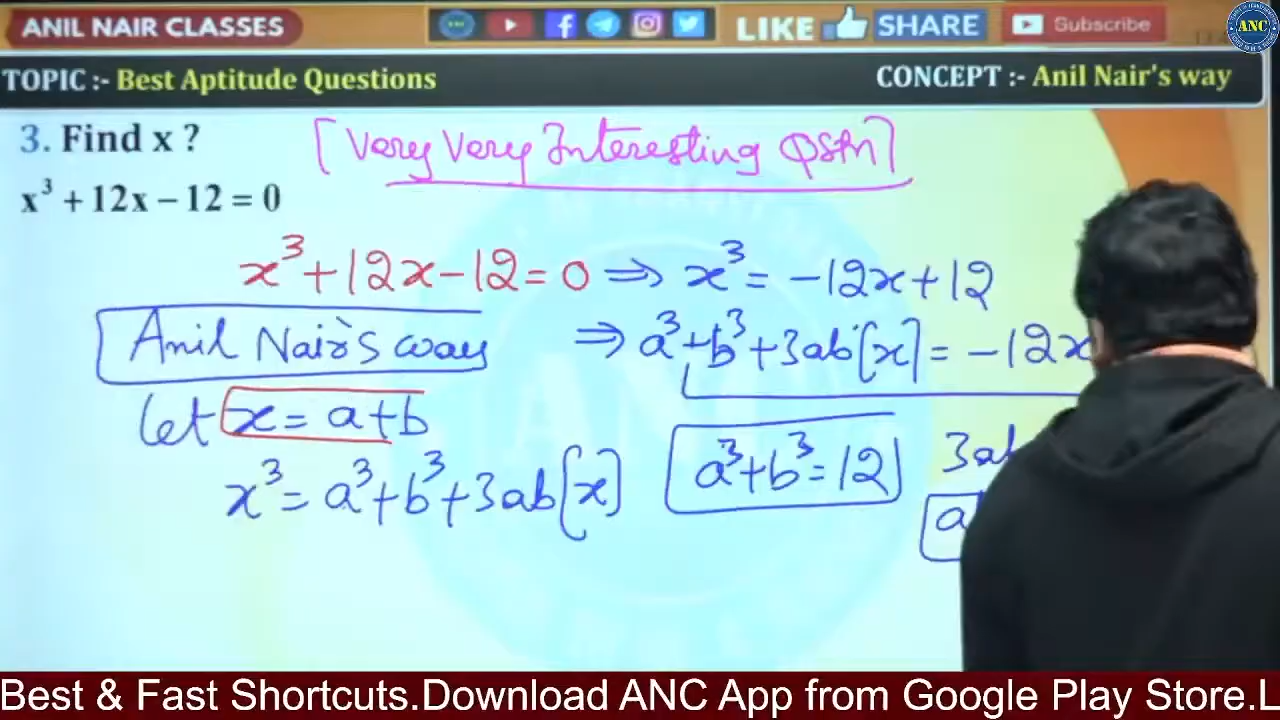 ANIL NAIR CLASSES
LIKE SHARE Subscribe
ANC
TOPIC :- Best Aptitude Questions
CONCEPT :- Anil Nair's way
3. Find x ?
[Very Very Interesting QStn]
x³ + 12x − 12 = 0
x³+12x-12=0 ⇒ x³ = -12x+12
Anil Nair's way
⇒ a³+b³+3ab[x] = -12x
let x = a+b
a³+b³=12
3ab
x³ = a³+b³+3ab[x]
a
Best & Fast Shortcuts.Download ANC App from Google Play Store.L